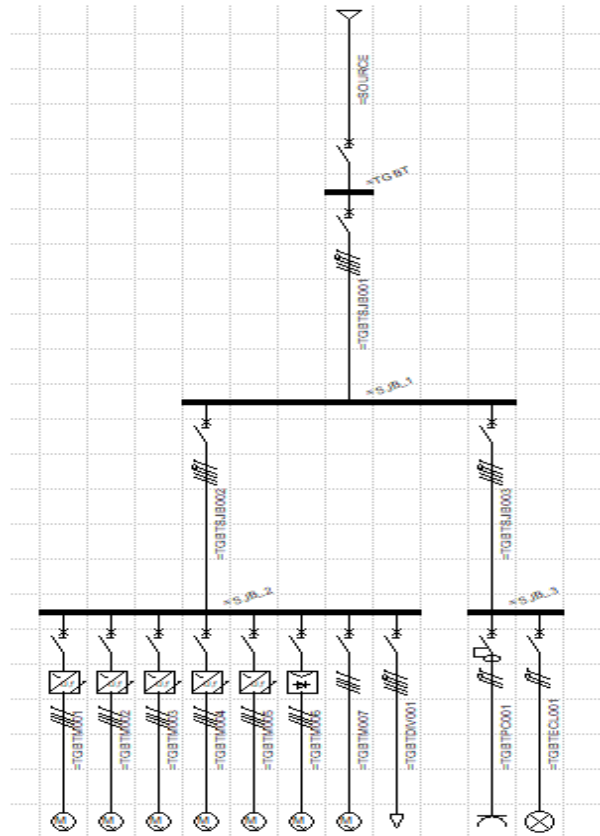 =SOURCE
=TGBT
=TGBTSJB001
=SJB_1
=TGBTSJB002
=TGBTSJB003
=SJB_2
=SJB_3
=TGBTM001
=TGBTM002
=TGBTM003
=TGBTM004
=TGBTM005
=TGBTM006
=TGBTM007
=TGBTDIV001
=TGBTPC001
=TGBTECL001
M
M
M
M
M
M
M